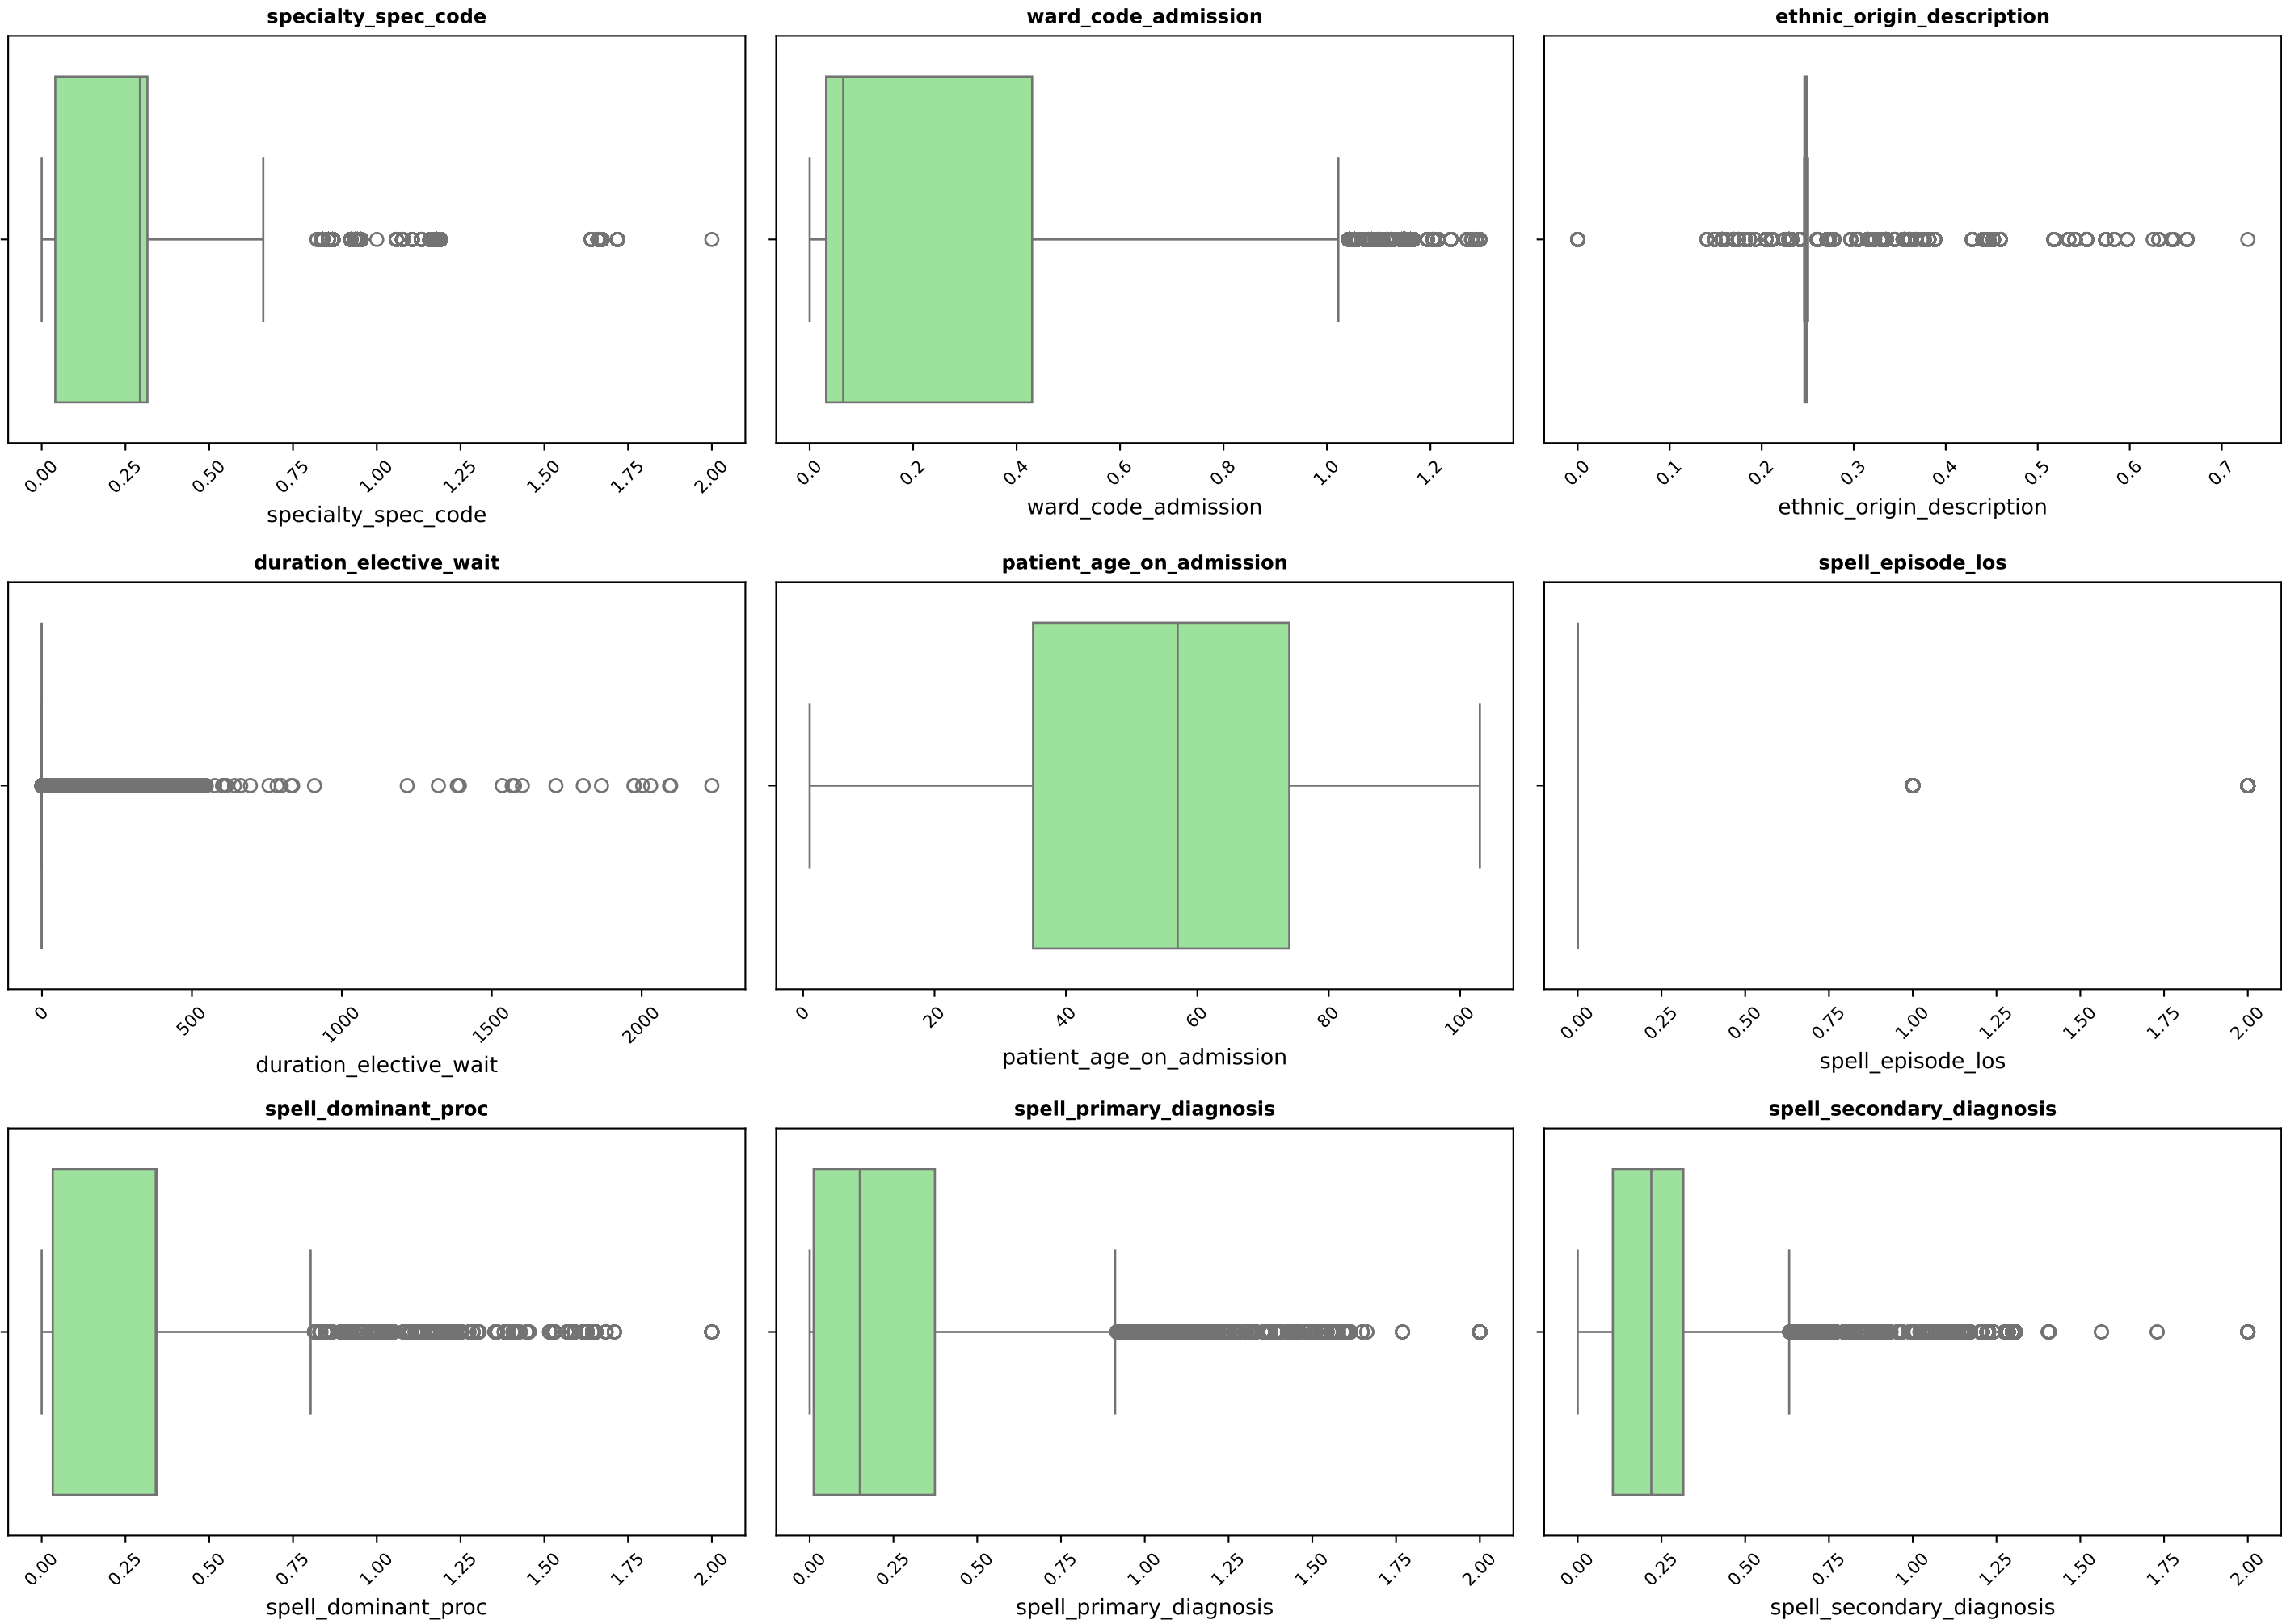 specialty_spec_code
ward_code_admission
ethnic_origin_description
0.00 0.25 0.50 0.75 1.00 1.25 1.50 1.75 2.00
0.0 0.2 0.4 0.6 0.8 1.0 1.2
0.0 0.1 0.2 0.3 0.4 0.5 0.6 0.7
specialty_spec_code
ward_code_admission
ethnic_origin_description
duration_elective_wait
patient_age_on_admission
spell_episode_los
0 500 1000 1500 2000
0 20 40 60 80 100
0.00 0.25 0.50 0.75 1.00 1.25 1.50 1.75 2.00
duration_elective_wait
patient_age_on_admission
spell_episode_los
spell_dominant_proc
spell_primary_diagnosis
spell_secondary_diagnosis
0.00 0.25 0.50 0.75 1.00 1.25 1.50 1.75 2.00
0.00 0.25 0.50 0.75 1.00 1.25 1.50 1.75 2.00
0.00 0.25 0.50 0.75 1.00 1.25 1.50 1.75 2.00
spell_dominant_proc
spell_primary_diagnosis
spell_secondary_diagnosis